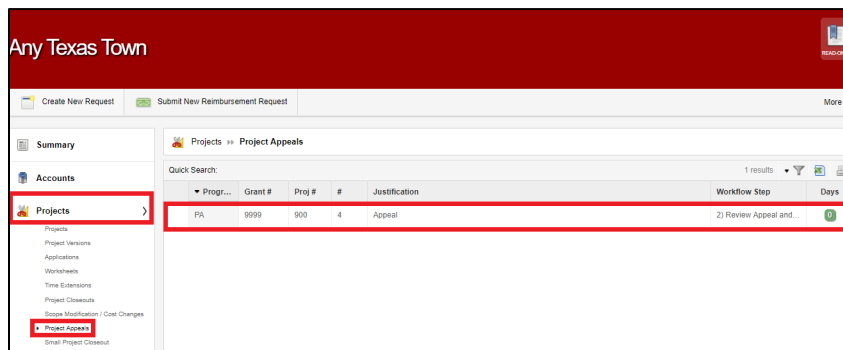 Any Texas Town
READ-ON
Create New Request
Submit New Reimbursement Request
More
Summary
Projects
Project Appeals
Quick Search:
1 results
Accounts
Progr...
Grant #
Proj #
#
Justification
Workflow Step
Days
Projects
PA
9999
900
4
Appeal
2) Review Appeal and...
0
Projects
Project Versions
Applications
Worksheets
Time Extensions
Project Closeouts
Scope Modification / Cost Changes
Project Appeals
Small Project Closeout